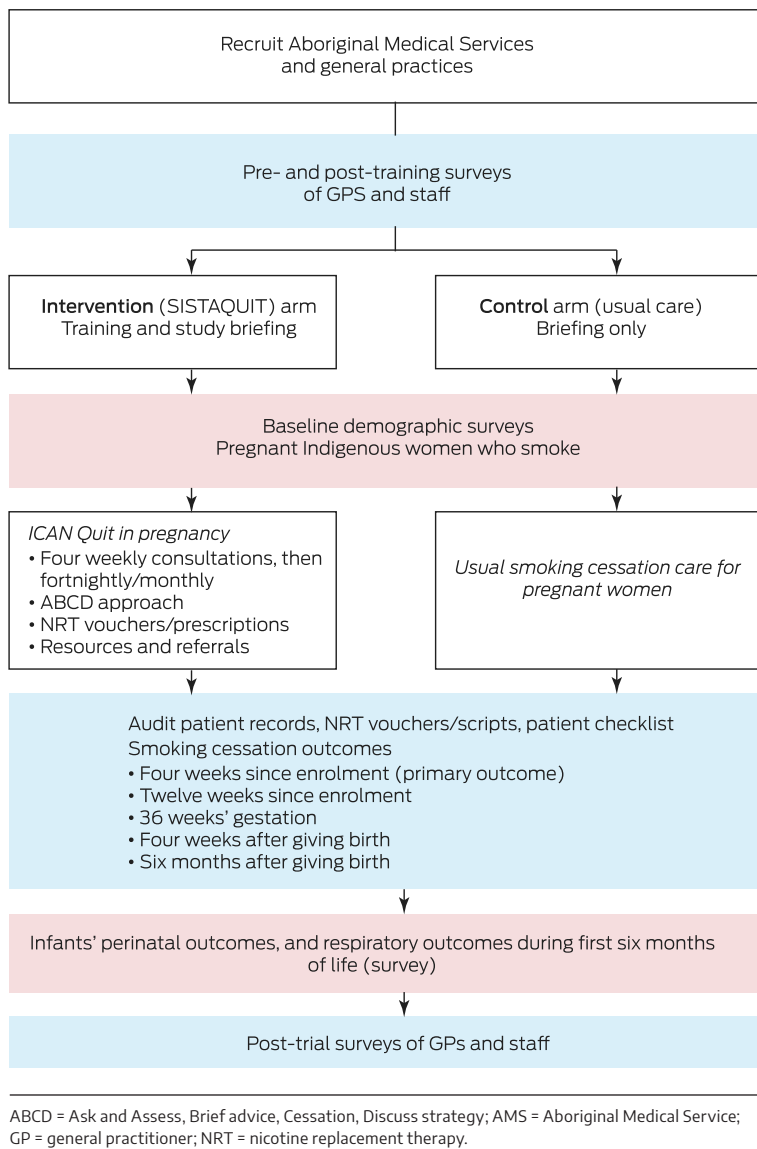 Recruit Aboriginal Medical Services
and general practices
Pre- and post-training surveys
of GPS and staff
Intervention (SISTAQUIT) arm
Training and study briefing
Control arm (usual care)
Briefing only
Baseline demographic surveys
Pregnant Indigenous women who smoke
ICAN Quit in pregnancy
• Four weekly consultations, then
fortnightly/monthly
• ABCD approach
• NRT vouchers/prescriptions
• Resources and referrals
Usual smoking cessation care for
pregnant women
Audit patient records, NRT vouchers/scripts, patient checklist
Smoking cessation outcomes
• Four weeks since enrolment (primary outcome)
• Twelve weeks since enrolment
• 36 weeks’ gestation
• Four weeks after giving birth
• Six months after giving birth
Infants’ perinatal outcomes, and respiratory outcomes during first six months
of life (survey)
Post-trial surveys of GPs and staff
ABCD = Ask and Assess, Brief advice, Cessation, Discuss strategy; AMS = Aboriginal Medical Service;
GP = general practitioner; NRT = nicotine replacement therapy.